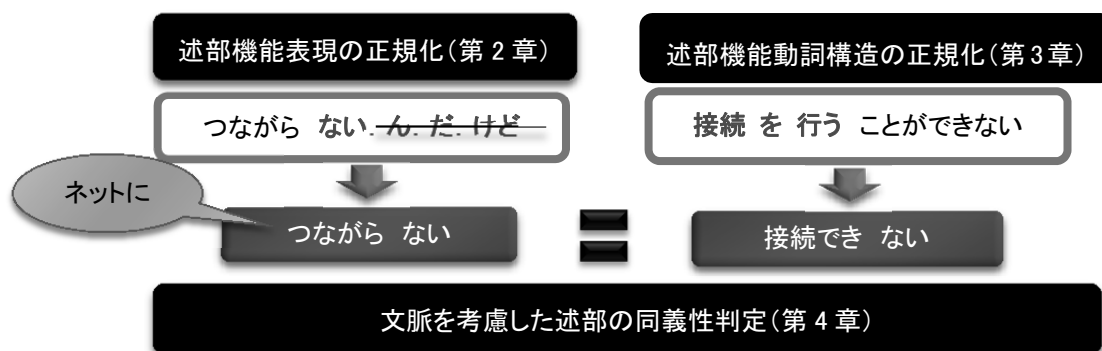 述部機能表現の正規化(第2章)
述部機能動詞構造の正規化(第3章)
つながら ない.ん.だ.けど
接続 を 行う ことができない
ネットに
つながら ない
=
接続でき ない
文脈を考慮した述部の同義性判定(第4章)